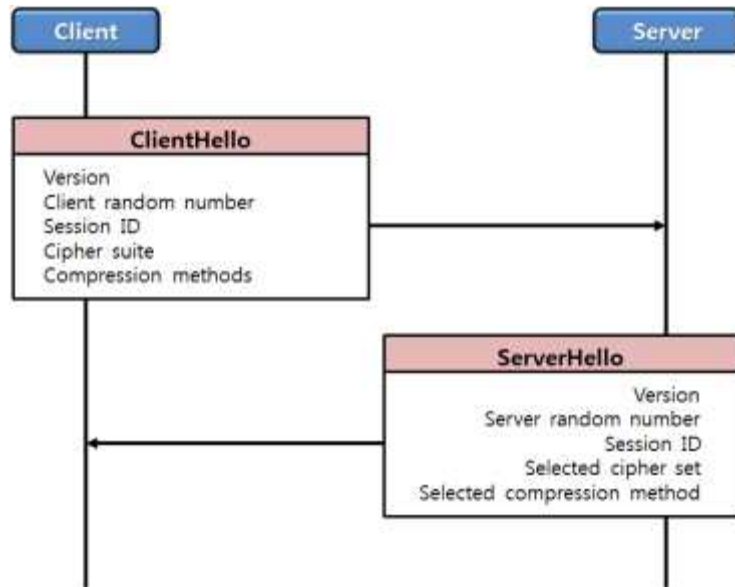 Client
Server
ClientHello
Version
Client random number
Session ID
Cipher suite
Compression methods
ServerHello
Version
Server random number
Session ID
Selected cipher set
Selected compression method